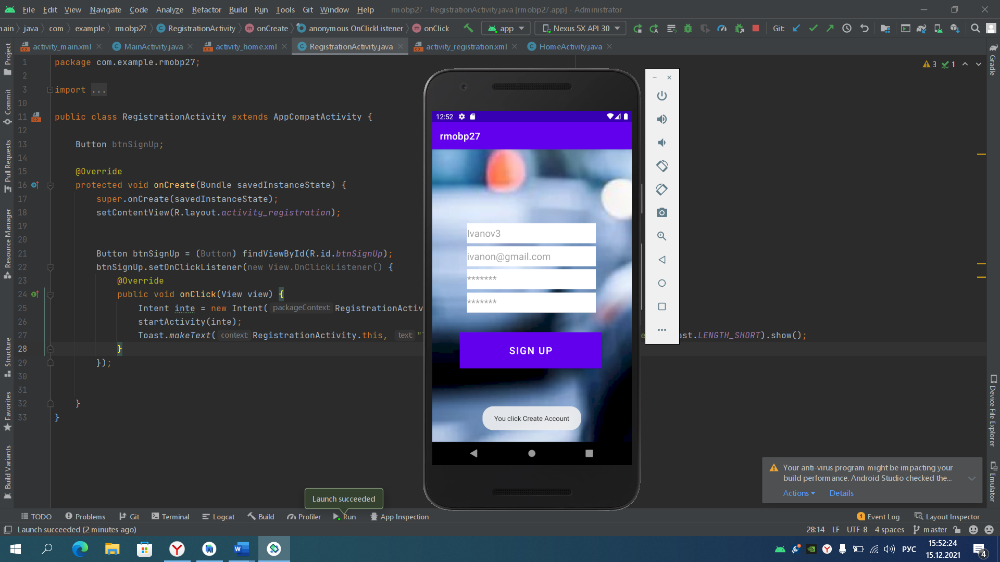 File Edit View Navigate Code Analyze Refactor Build Run Tools Git Window Help rmobp27 - RegistrationActivity.java [rmobp27.app] - Administrator
ain java com example rmobp27 RegistrationActivity onCreate anonymous OnClickListener onClick app Nexus 5X API 30 Git:
activity_main.xml MainActivity.java activity_home.xml RegistrationActivity.java activity_registration.xml HomeActivity.java
Project
Commit
Pull Requests
Resource Manager
Structure
Favorites
Build Variants
1 package com.example.rmobp27;
2
3 import ...
10
11 public class RegistrationActivity extends AppCompatActivity {
12
13 Button btnSignUp;
14
15 @Override
16 protected void onCreate(Bundle savedInstanceState) {
17 super.onCreate(savedInstanceState);
18 setContentView(R.layout.activity_registration);
19
20
21 Button btnSignUp = (Button) findViewById(R.id.btnSignUp);
22 btnSignUp.setOnClickListener(new View.OnClickListener() {
23 @Override
24 public void onClick(View view) {
25 Intent inte = new Intent( packageContext: RegistrationActiv
26 startActivity(inte);
27 Toast.makeText( context: RegistrationActivity.this, text: "
ast.LENGTH_SHORT).show();
28 }
29 });
30
31
32 }
33 }
3 1
12:52
rmobp27
Ivanov3
ivanon@gmail.com
*******
*******
SIGN UP
You click Create Account
Gradle
Device File Explorer
Emulator
Your anti-virus program might be impacting your
build performance. Android Studio checked the...
Actions Details
Launch succeeded
TODO Problems Git Terminal Logcat Build Profiler Run App Inspection 1 Event Log Layout Inspector
Launch succeeded (2 minutes ago) 28:14 LF UTF-8 4 spaces master
РУС 15:52:24
15.12.2021
4